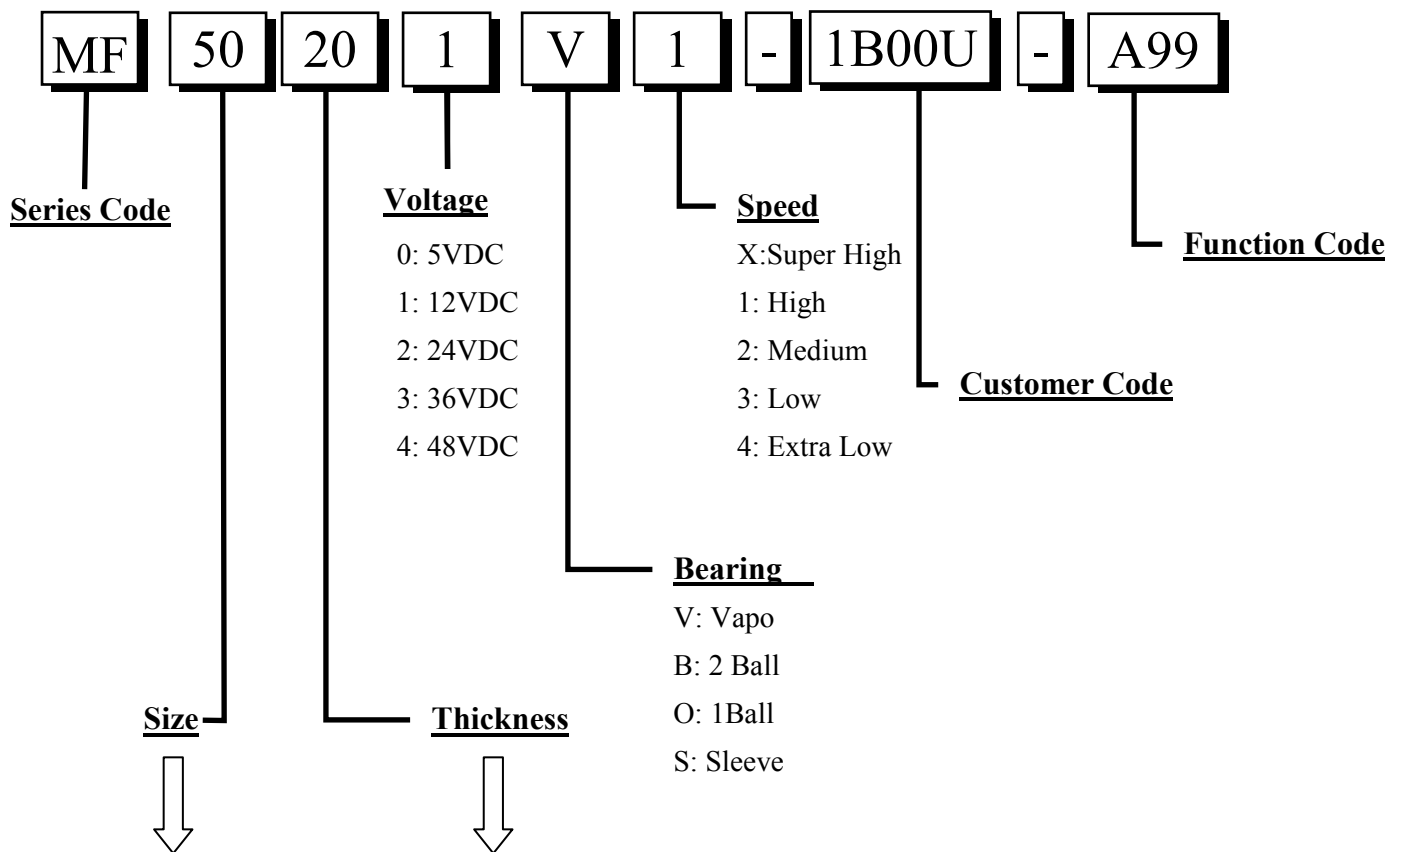 MF 50 20 1 V 1 - 1B00U - A99
Series Code
Voltage
0: 5VDC
1: 12VDC
2: 24VDC
3: 36VDC
4: 48VDC
Speed
X:Super High
1: High
2: Medium
3: Low
4: Extra Low
Function Code
Customer Code
Bearing
V: Vapo
B: 2 Ball
O: 1Ball
S: Sleeve
Size
Thickness